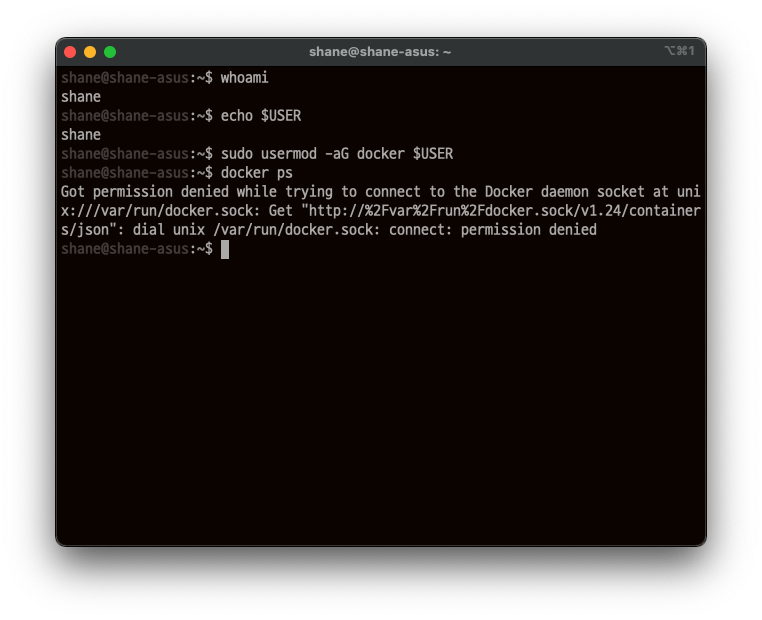 shane@shane-asus: ~
⌥⌘1
shane@shane-asus:~$ whoami
shane
shane@shane-asus:~$ echo $USER
shane
shane@shane-asus:~$ sudo usermod -aG docker $USER
shane@shane-asus:~$ docker ps
Got permission denied while trying to connect to the Docker daemon socket at uni
x:///var/run/docker.sock: Get "http://%2Fvar%2Frun%2Fdocker.sock/v1.24/container
s/json": dial unix /var/run/docker.sock: connect: permission denied
shane@shane-asus:~$